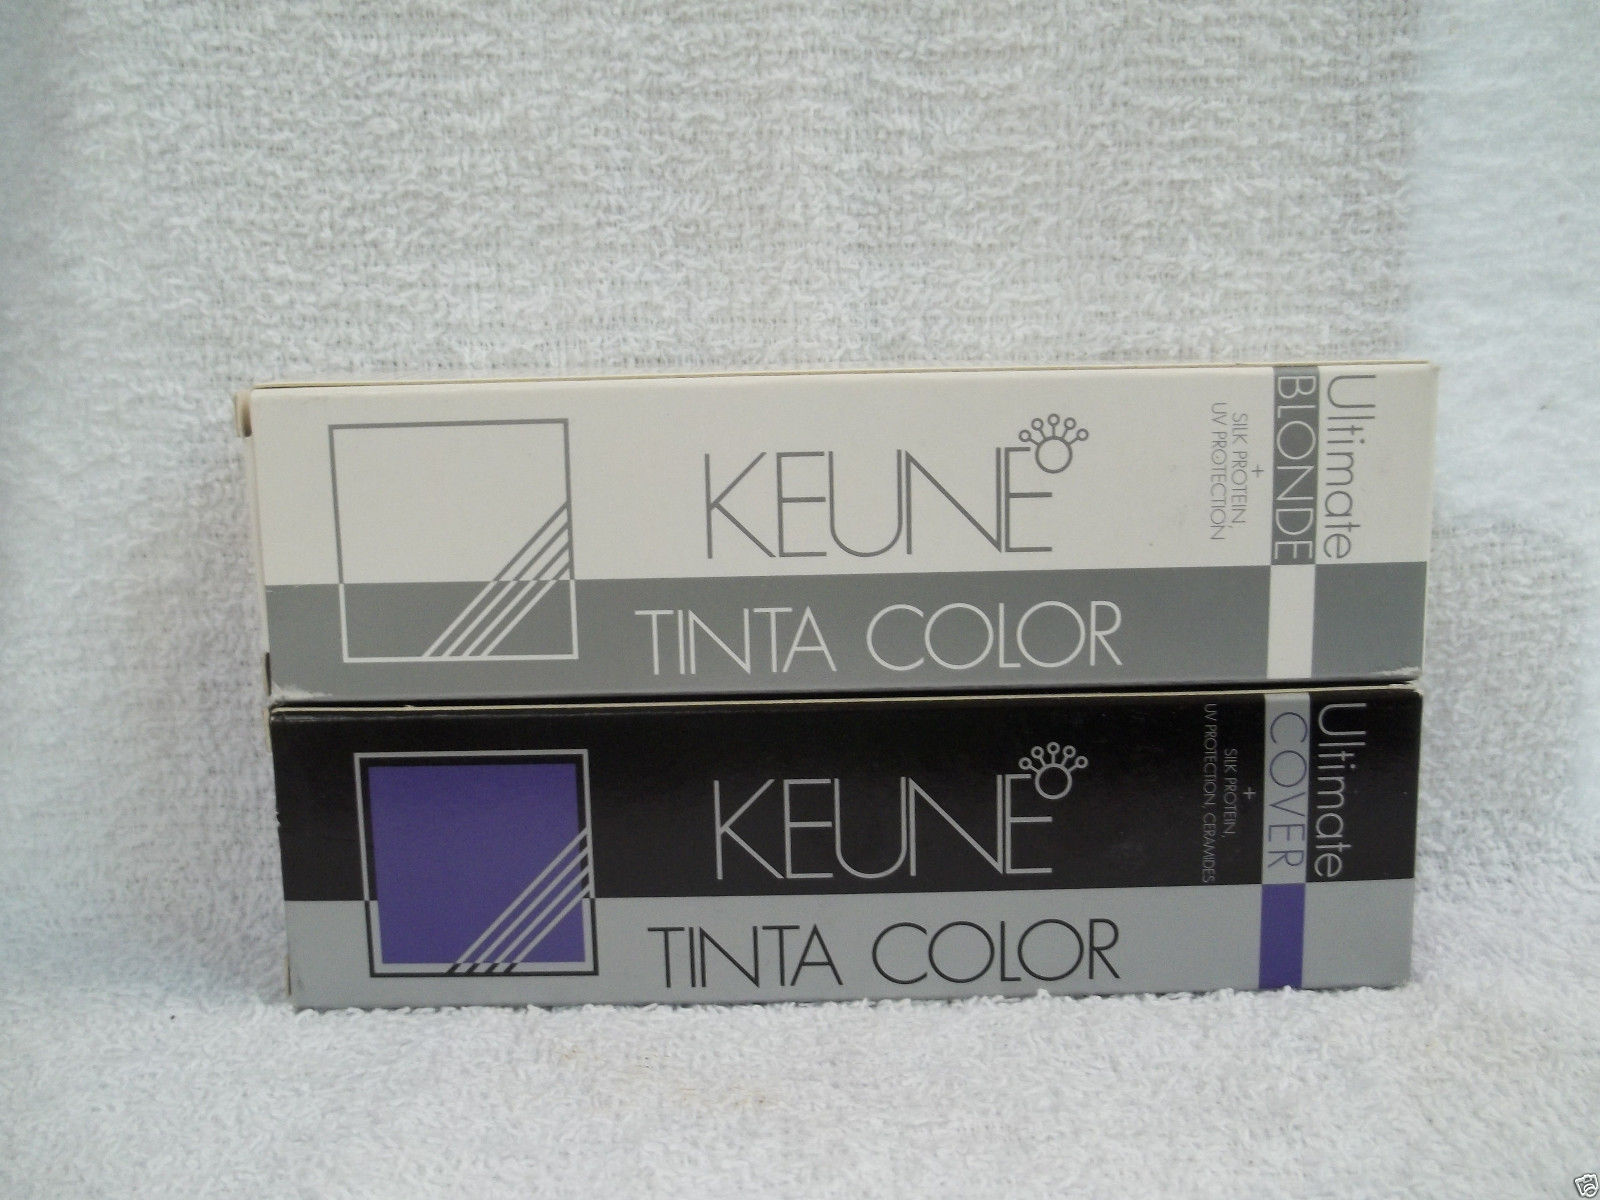 KEUNE
TINTA COLOR
Ultimate
BLONDE
+
SILK PROTEIN,
UV PROTECTION
KEUNE
TINTA COLOR
Ultimate
COVER
+
SILK PROTEIN,
UV PROTECTION, CERAMIDES